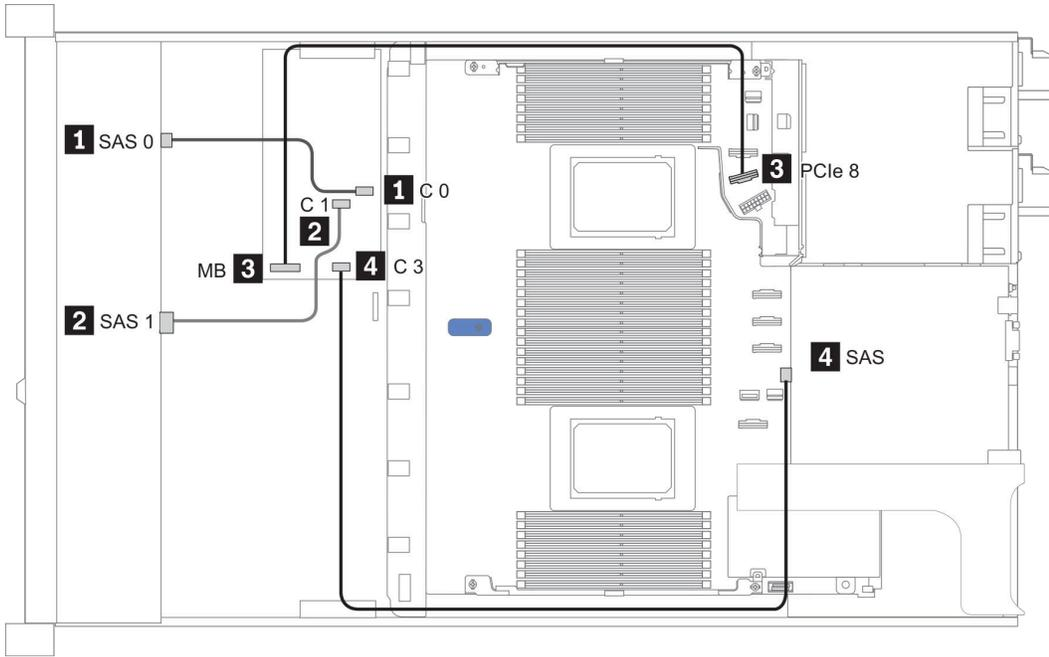 1 SAS 0
3 PCIe 8
1 C 0
C 1
2
MB 3
4 C 3
2 SAS 1
4 SAS